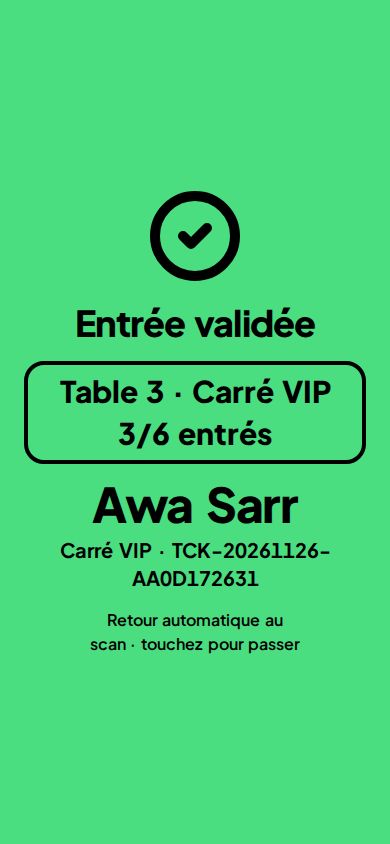 Entrée validée
Table 3 · Carré VIP
3/6 entrés
Awa Sarr
Carré VIP · TCK-20261126-
AA0D172631
Retour automatique au
scan · touchez pour passer